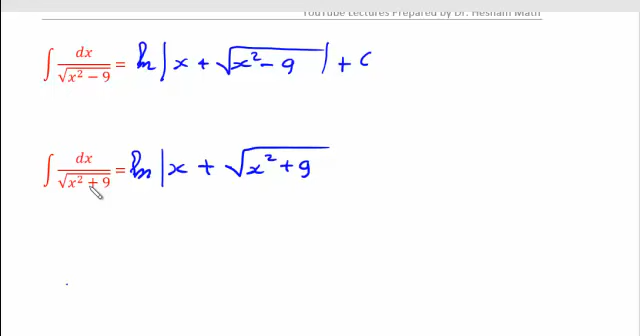 YouTube Lectures Prepared by Dr. Hesham Math
∫ dx/√(x² − 9) = ln|x + √(x² − 9)| + c
∫ dx/√(x² + 9) = ln|x + √(x² + 9)